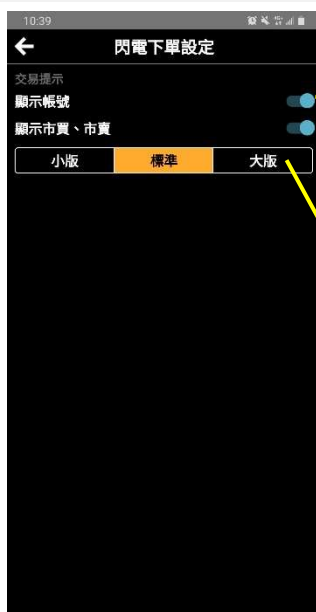 10:39
閃電下單設定
交易提示
顯示帳號
顯示市買、市賣
小版 標準 大版